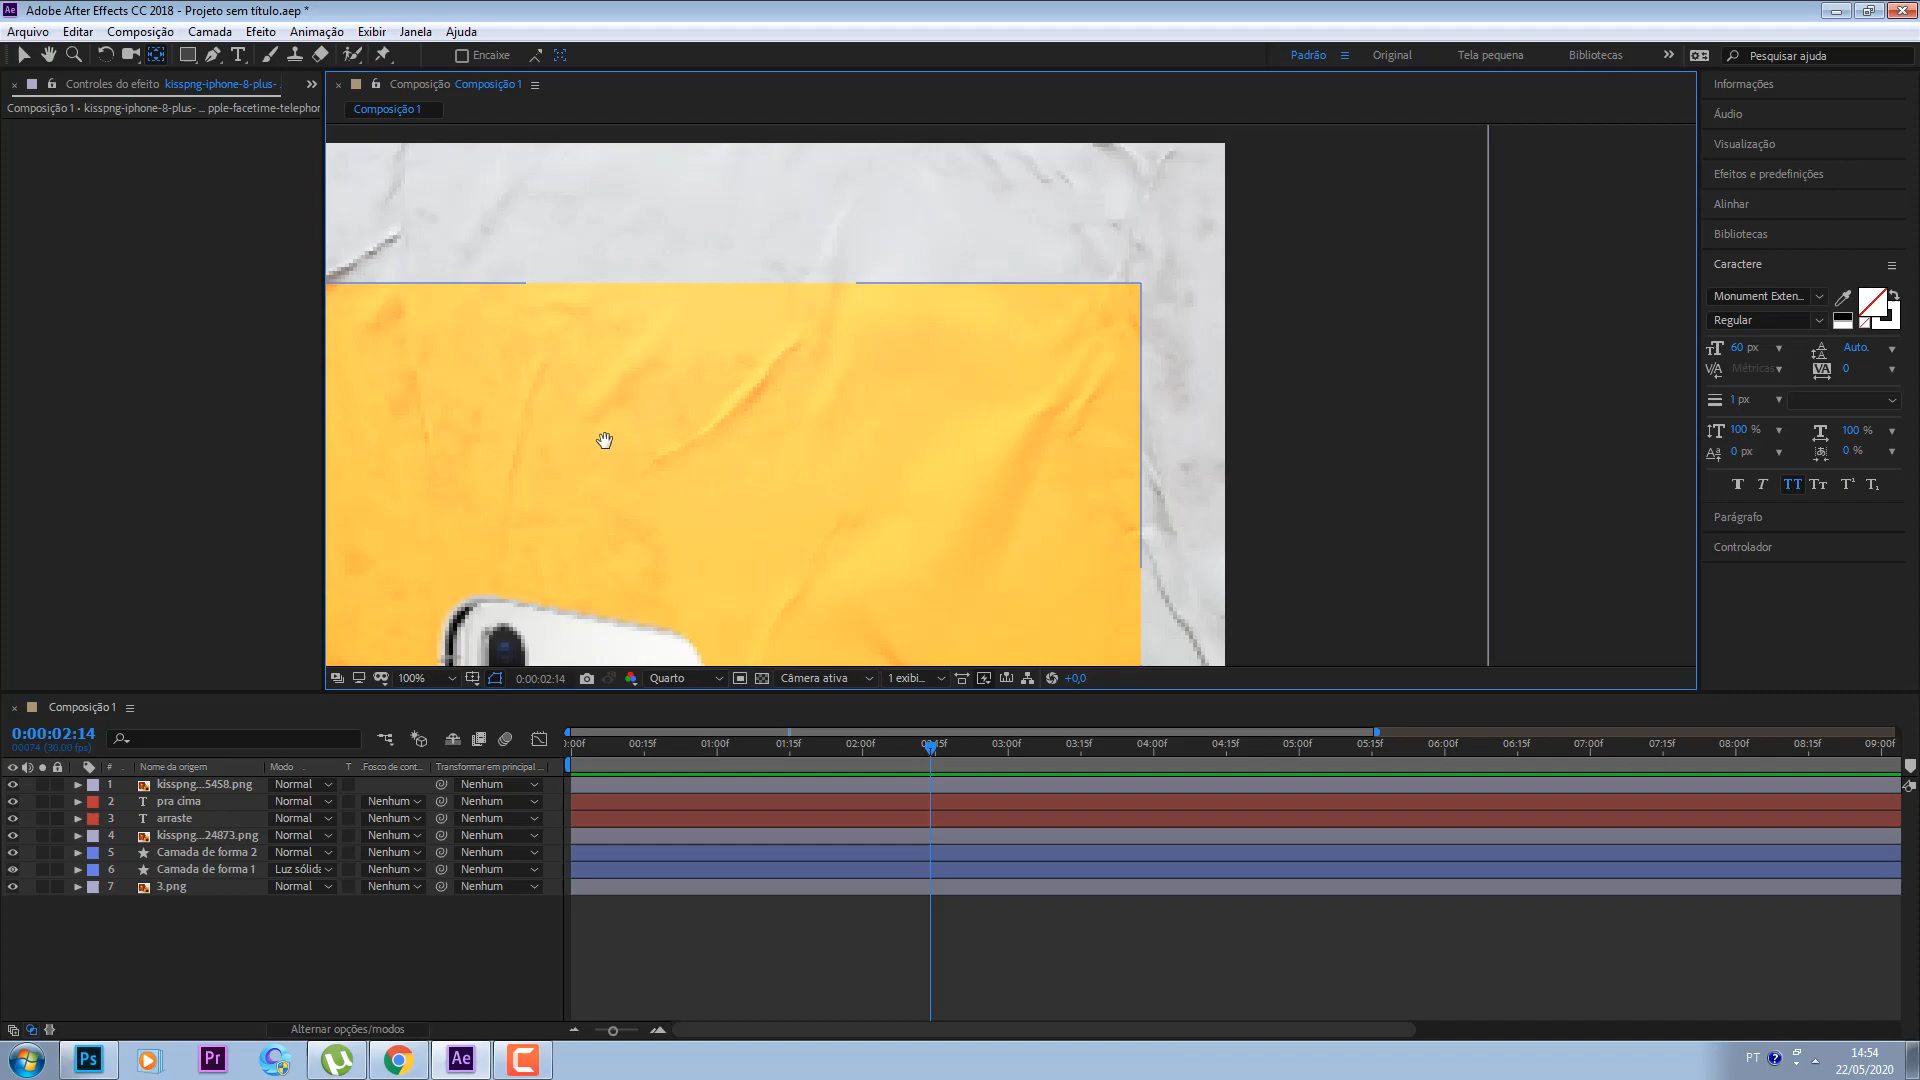 Adobe After Effects CC 2018 - Projeto sem título.aep *
Arquivo Editar Composição Camada Efeito Animação Exibir Janela Ajuda
Encaixe Padrão Original Tela pequena Bibliotecas Pesquisar ajuda
Controles do efeito kisspng-iphone-8-plus-
Composição 1 • kisspng-iphone-8-plus- ... pple-facetime-telephon
Composição Composição 1
Composição 1
Informações
Áudio
Visualização
Efeitos e predefinições
Alinhar
Bibliotecas
Caractere
Monument Exten...
Regular
60 px Auto.
Métricas 0
1 px
100 % 100 %
0 px 0 %
Parágrafo
Controlador
100% 0:00:02:14 Quarto Câmera ativa 1 exibi... +0,0
Composição 1
0:00:02:14
00074 (30.00 fps)
:00f 00:15f 01:00f 01:15f 02:00f 02:15f 03:00f 03:15f 04:00f 04:15f 05:00f 05:15f 06:00f 06:15f 07:00f 07:15f 08:00f 08:15f 09:00f
# Nome da origem Modo T .Fosco de cont... Transformar em principal ...
1 kisspng...5458.png Normal Nenhum
2 T pra cima Normal Nenhum Nenhum
3 T arraste Normal Nenhum Nenhum
4 kisspng...24873.png Normal Nenhum Nenhum
5 Camada de forma 2 Normal Nenhum Nenhum
6 Camada de forma 1 Luz sólida Nenhum Nenhum
7 3.png Normal Nenhum Nenhum
Alternar opções/modos
Ps Pr Ae PT 14:54
22/05/2020